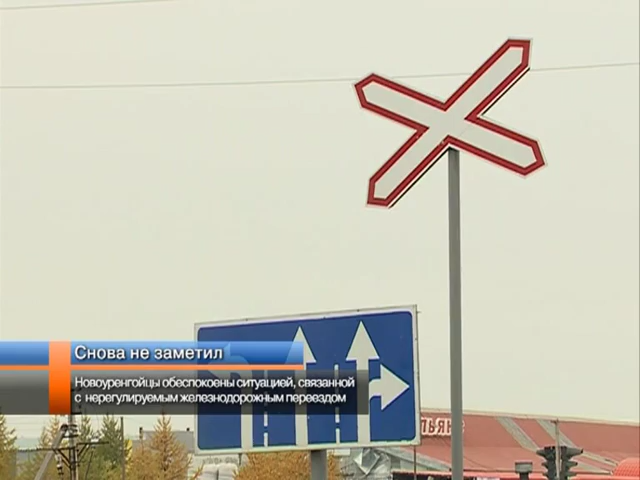 Снова не заметил
Новоуренгойцы обеспокоены ситуацией, связанной
с нерегулируемым железнодорожным переездом